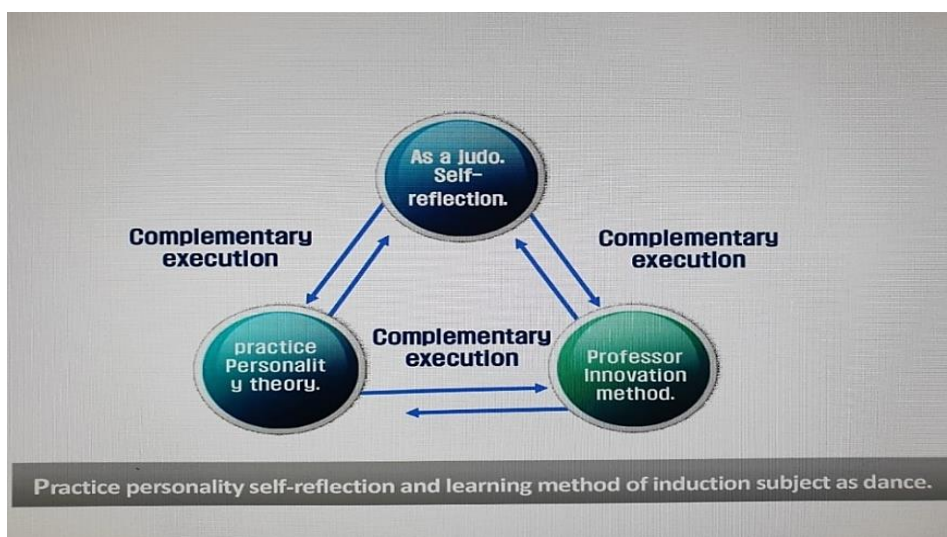 As a judo.
Self-
reflection.
Complementary
execution
Complementary
execution
practice
Personalit
y theory.
Complementary
execution
Professor
Innovation
method.
Practice personality self-reflection and learning method of induction subject as dance.